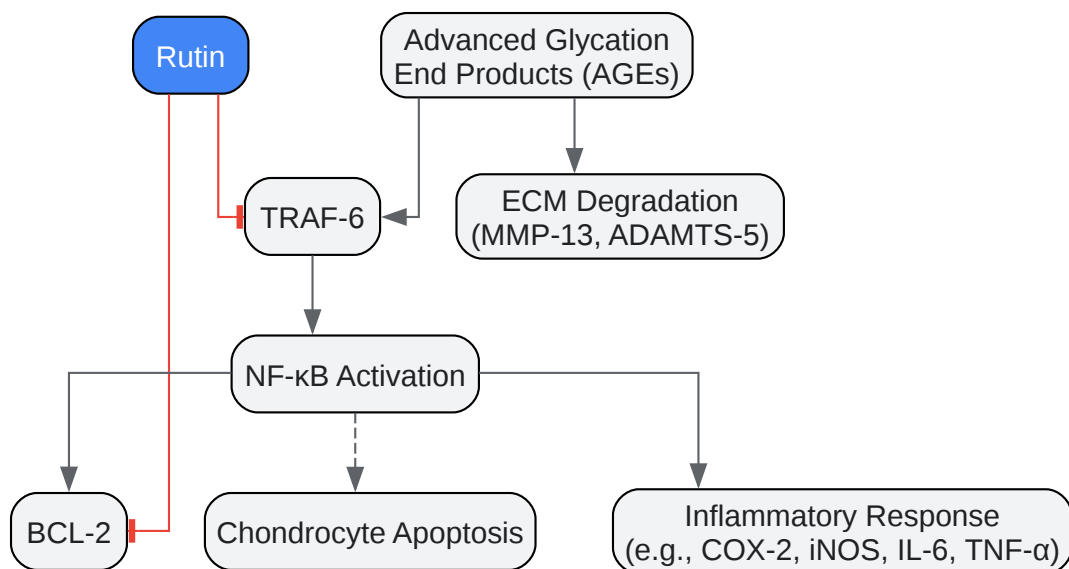 Rutin
Advanced Glycation
End Products (AGEs)
TRAF-6
ECM Degradation
(MMP-13, ADAMTS-5)
NF-κB Activation
BCL-2
Chondrocyte Apoptosis
Inflammatory Response
(e.g., COX-2, iNOS, IL-6, TNF-α)